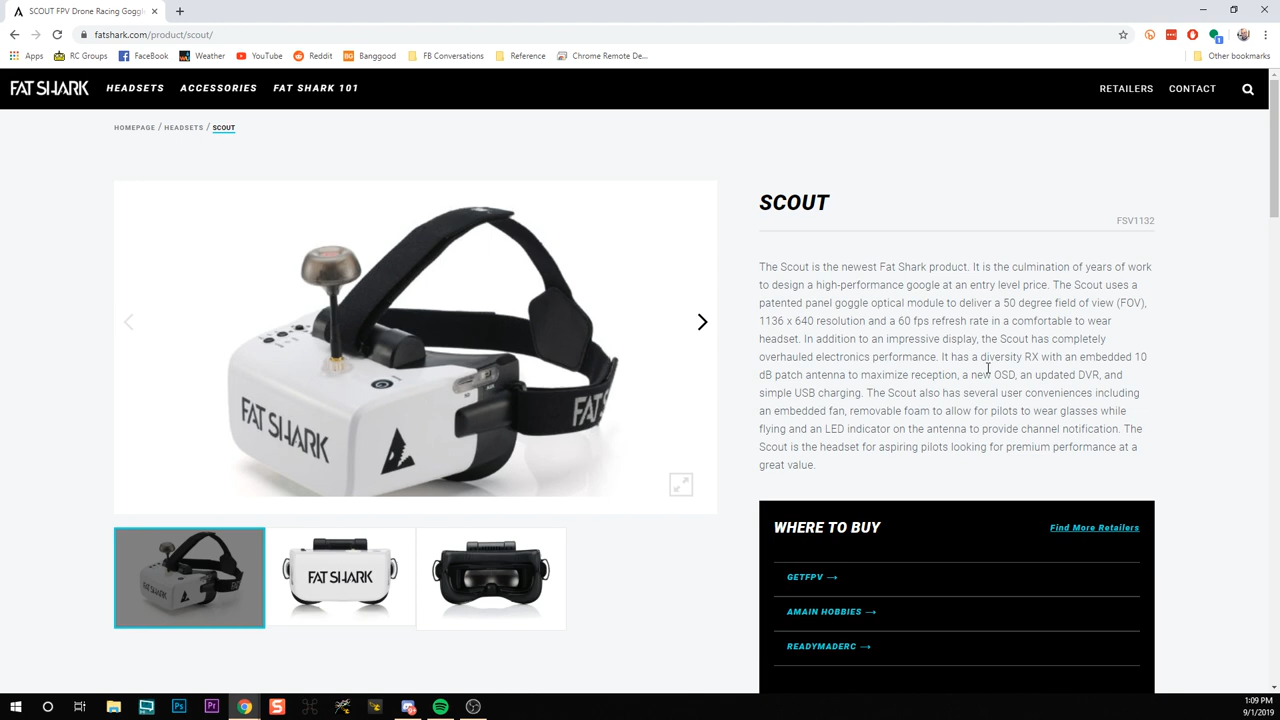 SCOUT FPV Drone Racing Goggl
fatshark.com/product/scout/
Apps RC Groups FaceBook Weather YouTube Reddit BG Banggood FB Conversations Reference Chrome Remote De... Other bookmarks
FAT SHARK HEADSETS ACCESSORIES FAT SHARK 101 RETAILERS CONTACT
HOMEPAGE / HEADSETS / SCOUT
SCOUT
FSV1132
The Scout is the newest Fat Shark product. It is the culmination of years of work
to design a high-performance google at an entry level price. The Scout uses a
patented panel goggle optical module to deliver a 50 degree field of view (FOV),
1136 x 640 resolution and a 60 fps refresh rate in a comfortable to wear
headset. In addition to an impressive display, the Scout has completely
overhauled electronics performance. It has a diversity RX with an embedded 10
dB patch antenna to maximize reception, a new OSD, an updated DVR, and
simple USB charging. The Scout also has several user conveniences including
an embedded fan, removable foam to allow for pilots to wear glasses while
flying and an LED indicator on the antenna to provide channel notification. The
Scout is the headset for aspiring pilots looking for premium performance at a
great value.
FAT SHARK
FAT
FAT SHARK
WHERE TO BUY Find More Retailers
GETFPV →
AMAIN HOBBIES →
READYMADERC →
Ps Pr S
1:09 PM
9/1/2019